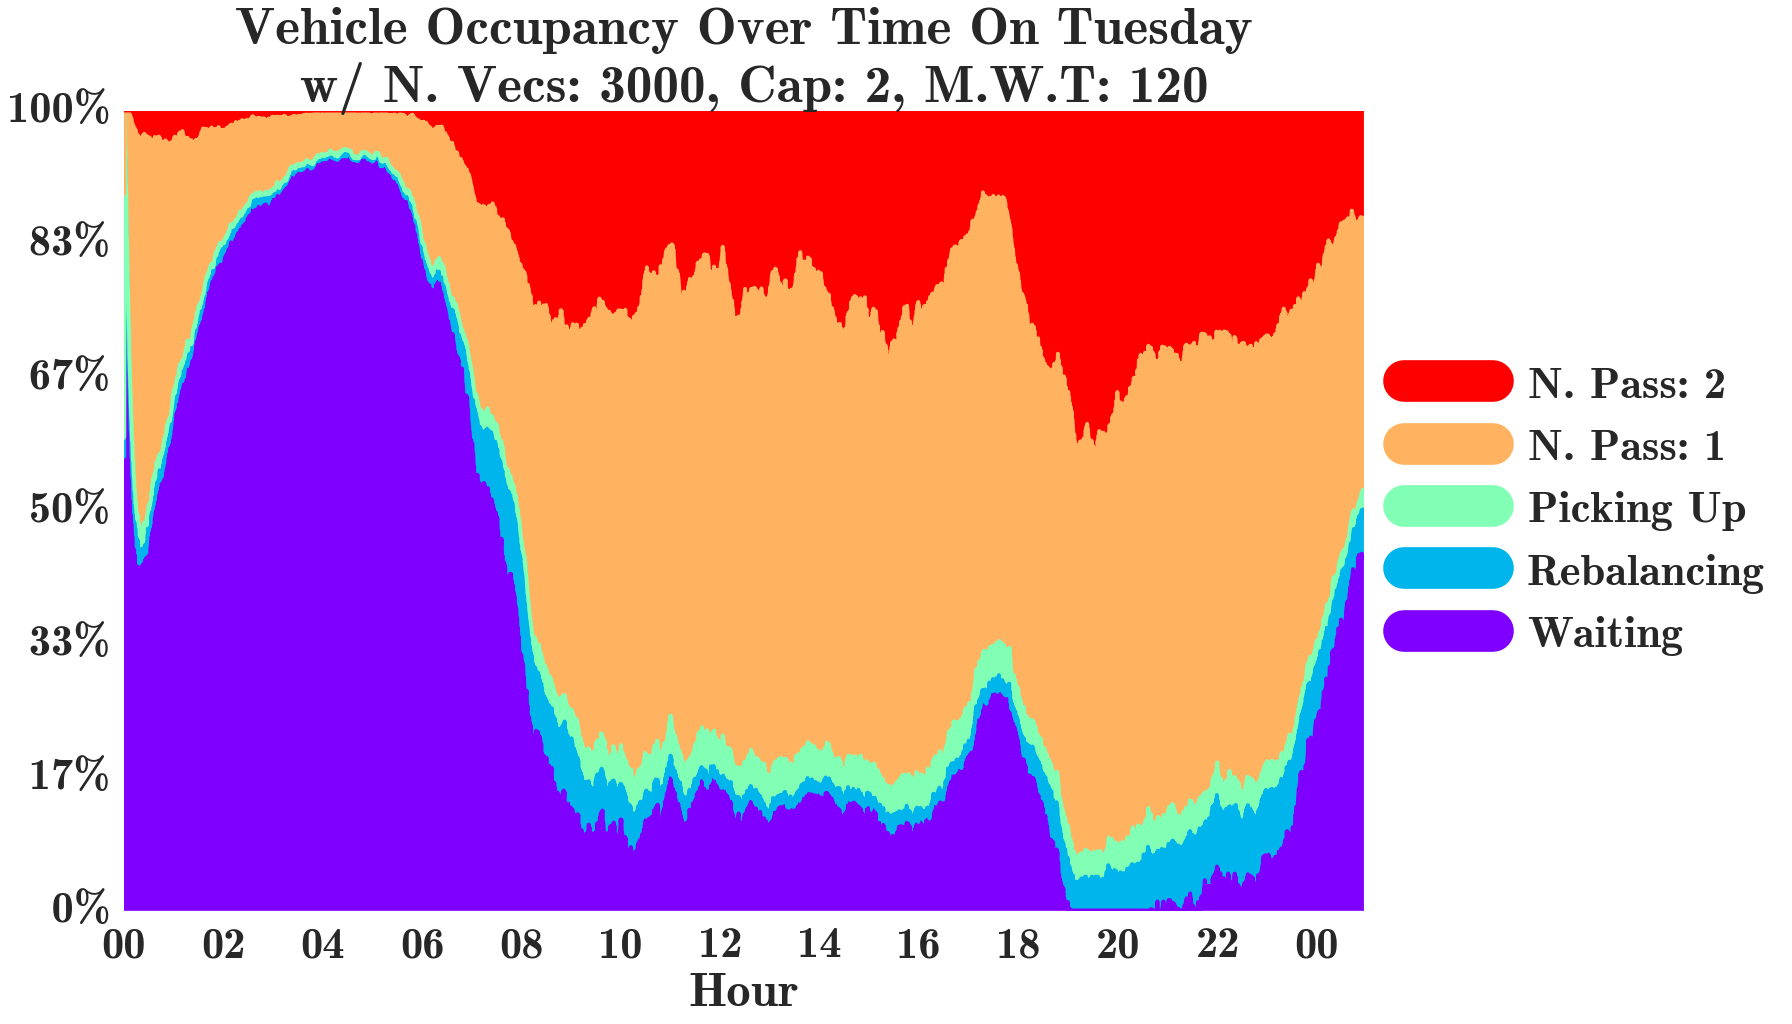 Vehicle Occupancy Over Time On Tuesday
w/ N. Vecs: 3000, Cap: 2, M.W.T: 120
100%
83%
67%
50%
33%
17%
0%
00 02 04 06 08 10 12 14 16 18 20 22 00
Hour
N. Pass: 2
N. Pass: 1
Picking Up
Rebalancing
Waiting